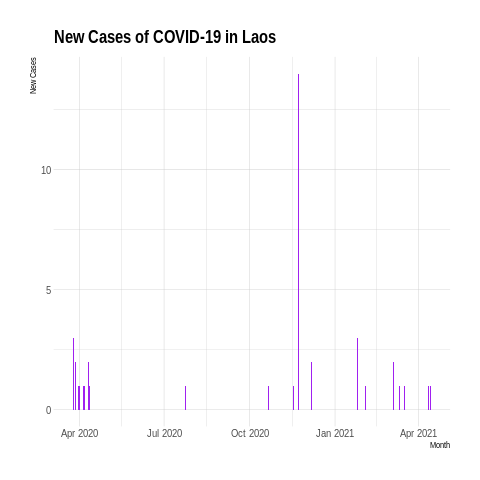 New Cases of COVID-19 in Laos
New Cases
10
5
0
Apr 2020 Jul 2020 Oct 2020 Jan 2021 Apr 2021
Month